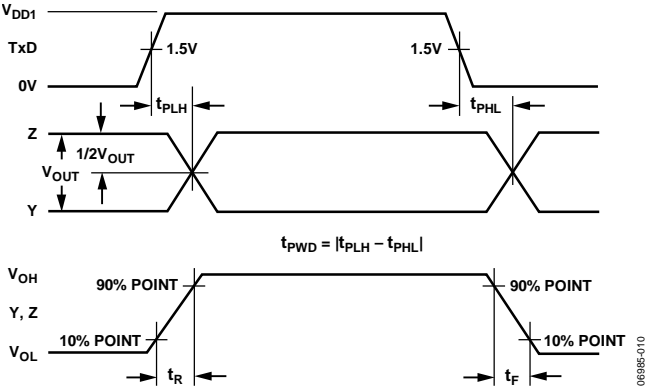 VDD1
TxD
1.5V
1.5V
0V
tPLH
tPHL
Z
1/2VOUT
VOUT
Y
tPWD = |tPLH – tPHL|
VOH
90% POINT
90% POINT
Y, Z
10% POINT
10% POINT
VOL
tR
tF
06985-010